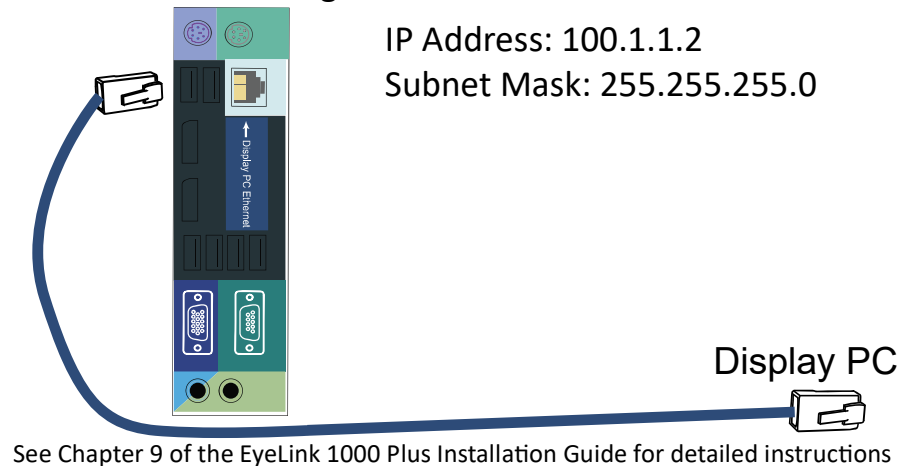 IP Address: 100.1.1.2
Subnet Mask: 255.255.255.0
←Display PC Ethernet
Display PC
See Chapter 9 of the EyeLink 1000 Plus Installation Guide for detailed instructions